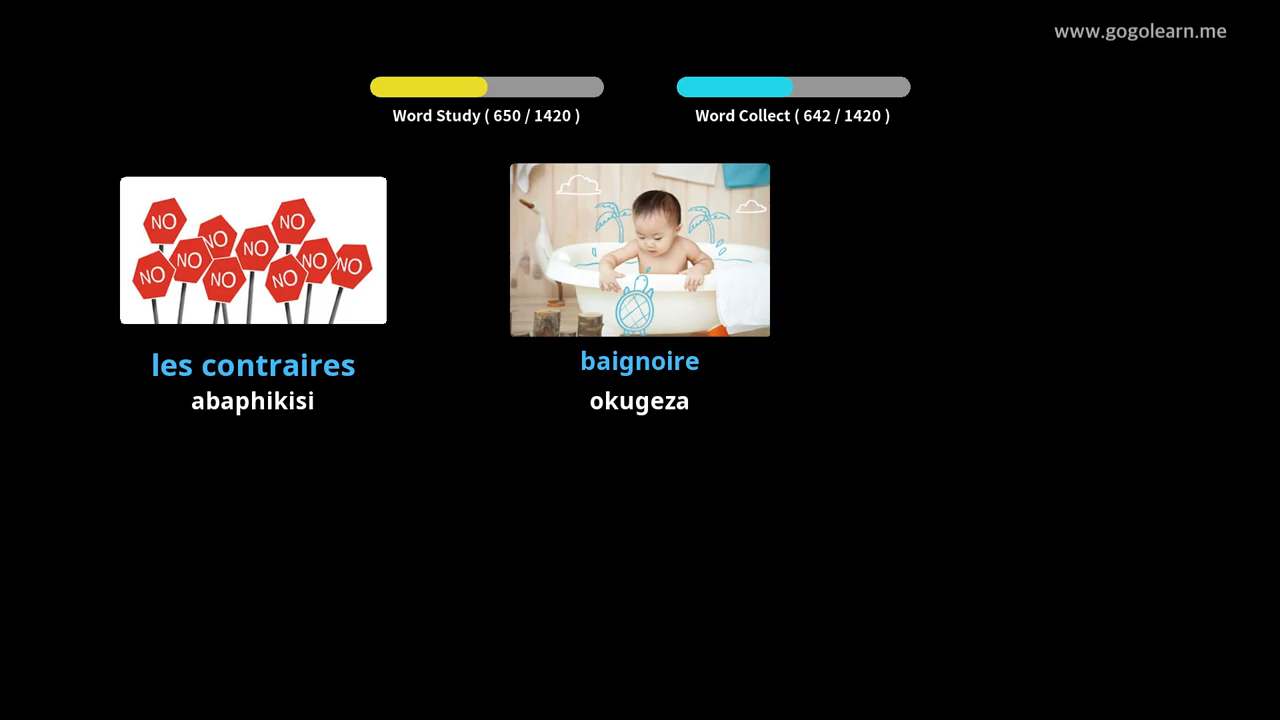 www.gogolearn.me
Word Study ( 650 / 1420 )
Word Collect ( 642 / 1420 )
NO
NO
NO
NO
NO
NO
NO
NO
NO
NO
les contraires
abaphikisi
baignoire
okugeza